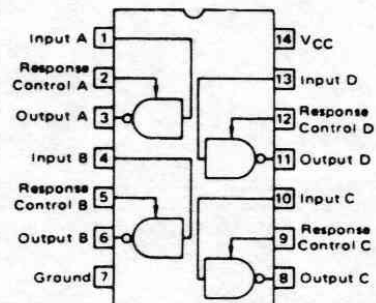 Input A 1
Response
Control A 2
Output A 3
Input B 4
Response
Control B 5
Output B 6
Ground 7
14 VCC
13 Input D
12 Response
Control D
11 Output D
10 Input C
9 Response
Control C
8 Output C